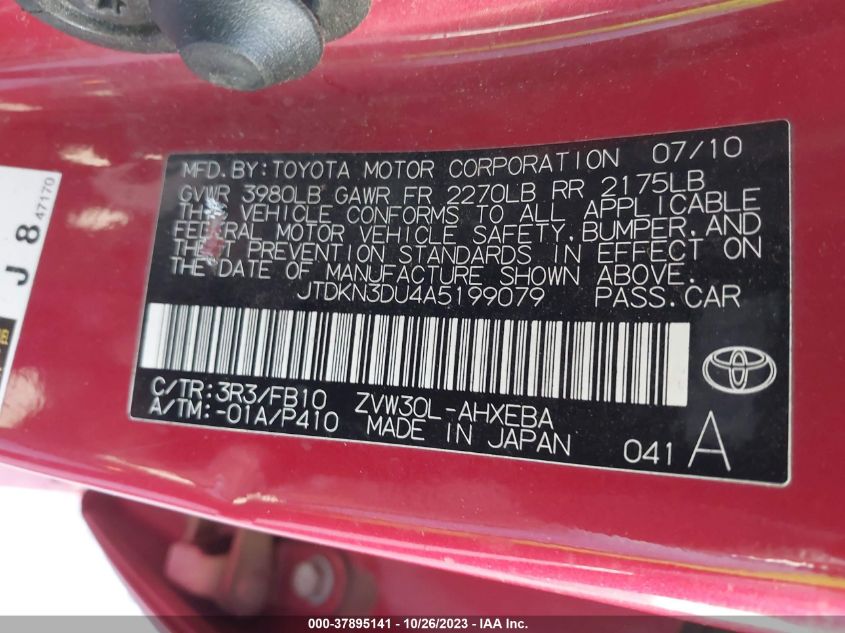 MFD.BY:TOYOTA MOTOR CORPORATION 07/10
GVWR 3980LB GAWR FR 2270LB RR 2175LB
THIS VEHICLE CONFORMS TO ALL APPLICABLE
FEDERAL MOTOR VEHICLE SAFETY, BUMPER, AND
THEFT PREVENTION STANDARDS IN EFFECT ON
THE DATE OF MANUFACTURE SHOWN ABOVE.
JTDKN3DU4A5199079 PASS.CAR
C/TR:3R3/FB10 ZVW30L-AHXEBA
A/TM:-01A/P410 MADE IN JAPAN
041 A
J 8 47170
000-37895141 - 10/26/2023 - IAA, Inc.